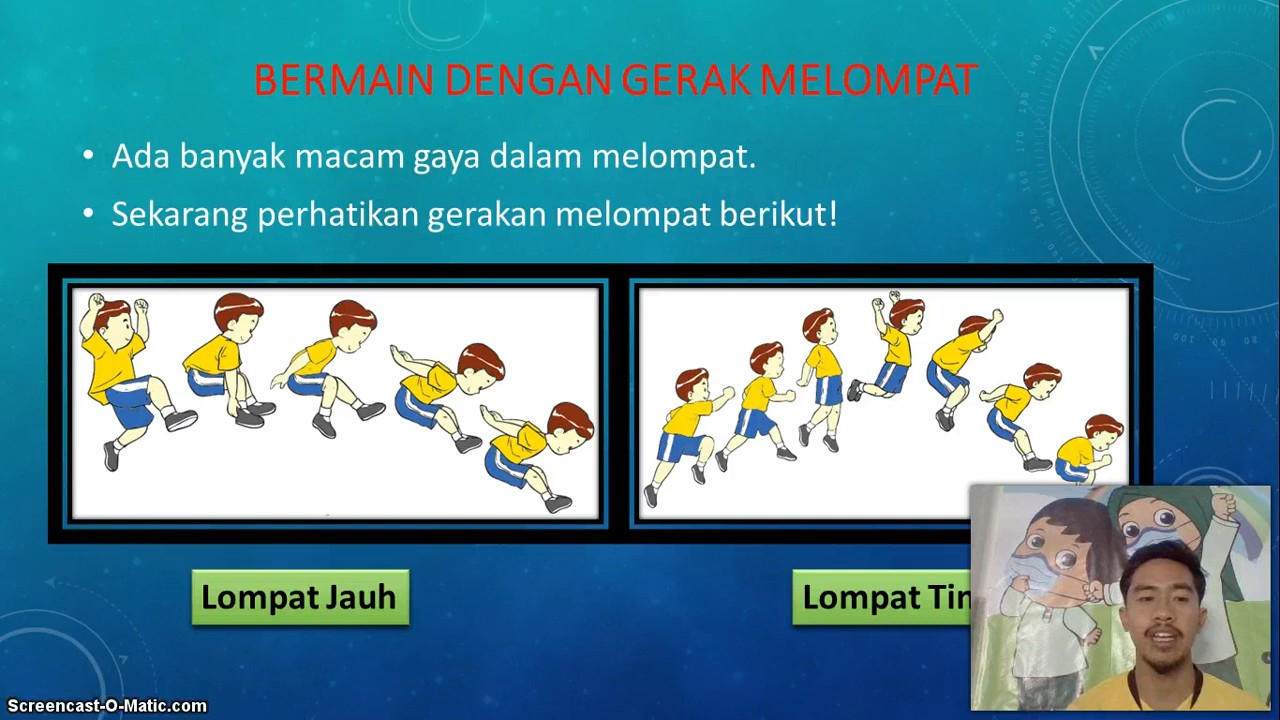 BERMAIN DENGAN GERAK MELOMPAT
• Ada banyak macam gaya dalam melompat.
• Sekarang perhatikan gerakan melompat berikut!
Lompat Jauh
Lompat Tin
Screencast-O-Matic.com